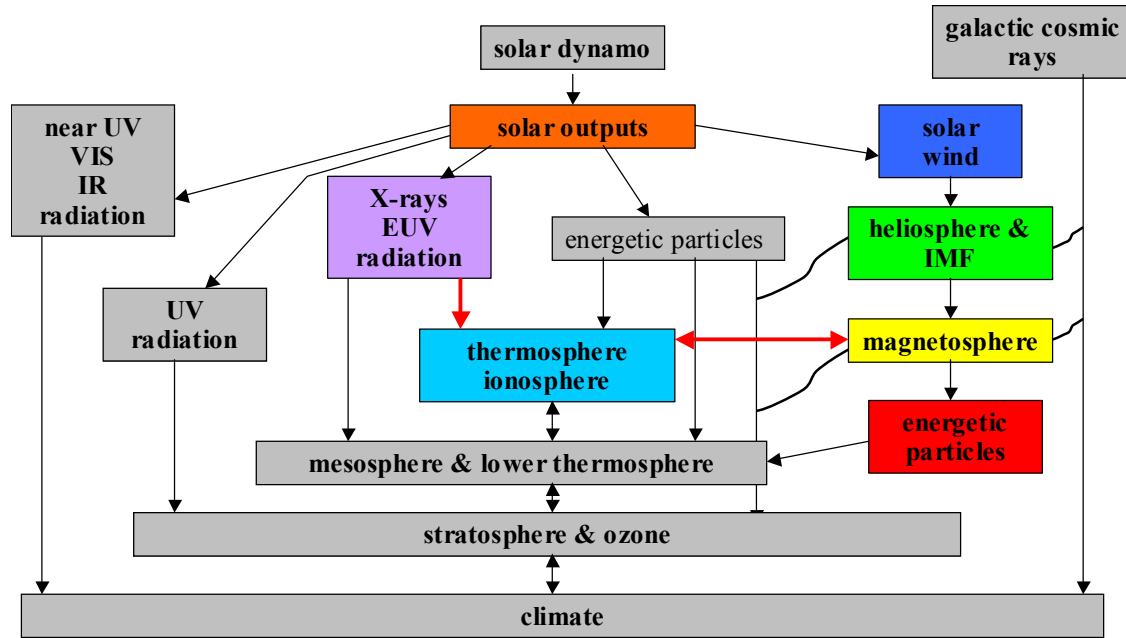 solar dynamo
galactic cosmic
rays
near UV
VIS
IR
radiation
solar outputs
solar
wind
X-rays
EUV
radiation
energetic particles
heliosphere &
IMF
UV
radiation
thermosphere
ionosphere
magnetosphere
energetic
particles
mesosphere & lower thermosphere
stratosphere & ozone
climate